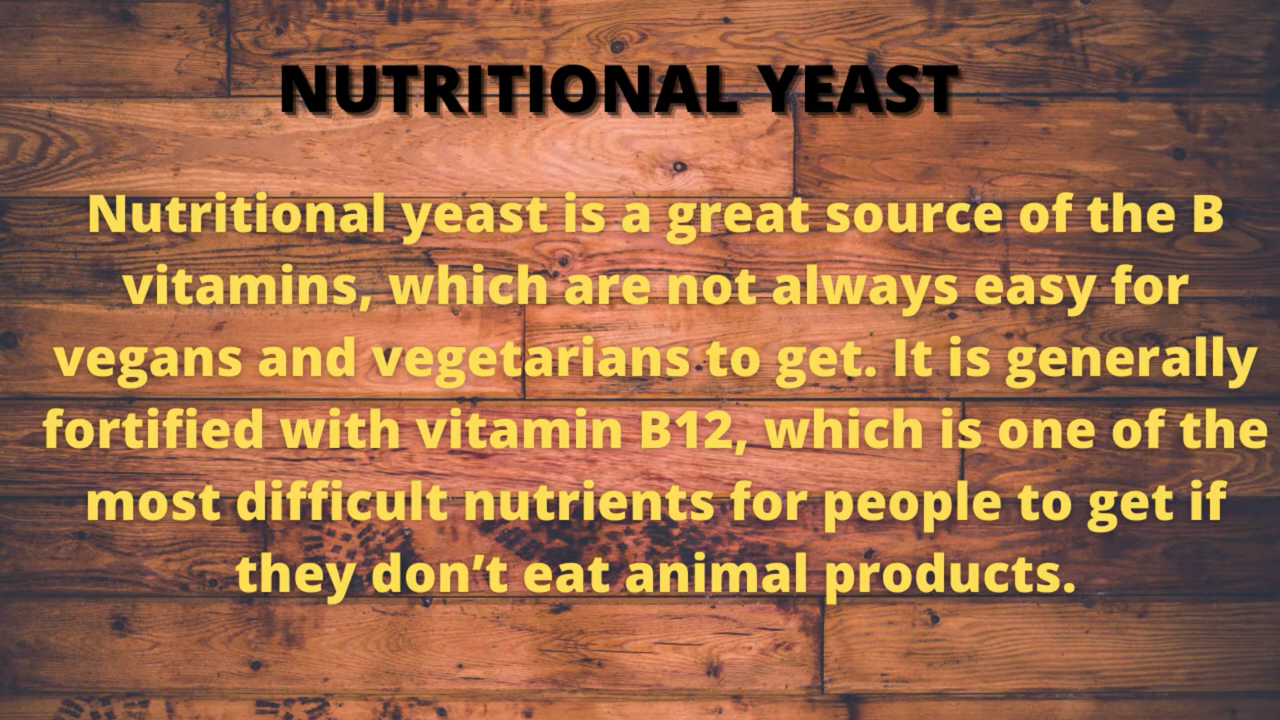 NUTRITIONAL YEAST
Nutritional yeast is a great source of the B
vitamins, which are not always easy for
vegans and vegetarians to get. It is generally
fortified with vitamin B12, which is one of the
most difficult nutrients for people to get if
they don’t eat animal products.